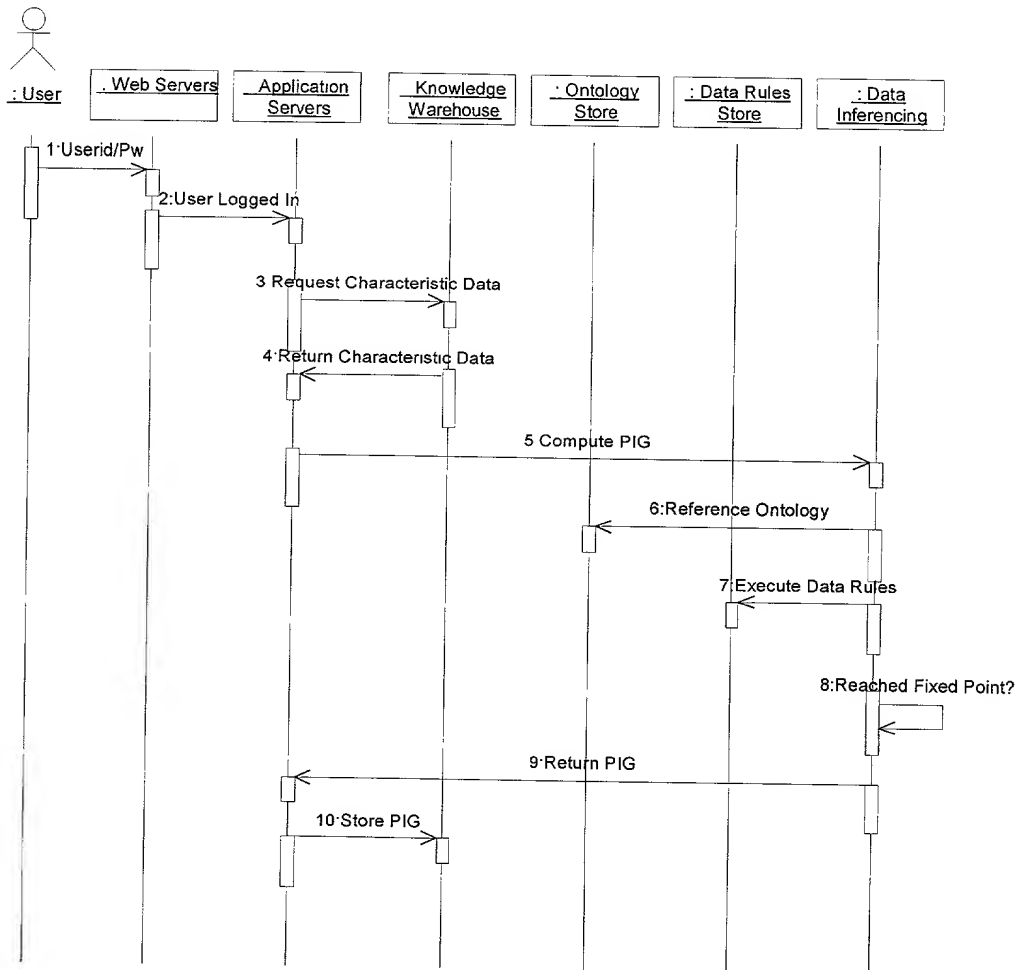 : User
. Web Servers
Application
Servers
Knowledge
Warehouse
: Ontology
Store
: Data Rules
Store
: Data
Inferencing
1·Userid/Pw
2:User Logged In
3 Request Characteristic Data
4·Return Characteristic Data
5 Compute PIG
6:Reference Ontology
7:Execute Data Rules
8:Reached Fixed Point?
9·Return PIG
10·Store PIG